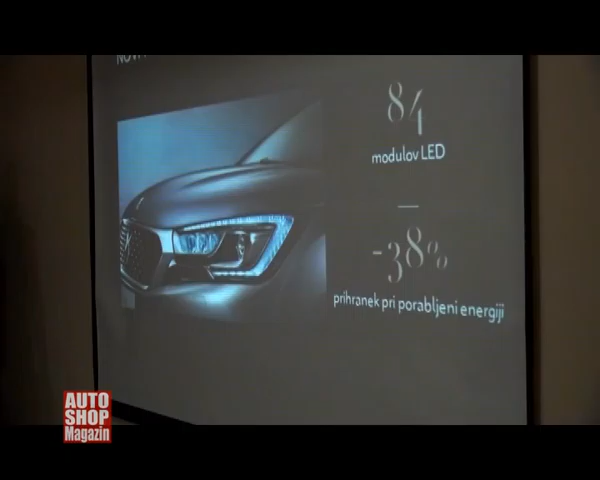 84
modulov LED
-38%
prihranek pri porabljeni energiji
AUTO
SHOP
Magazin